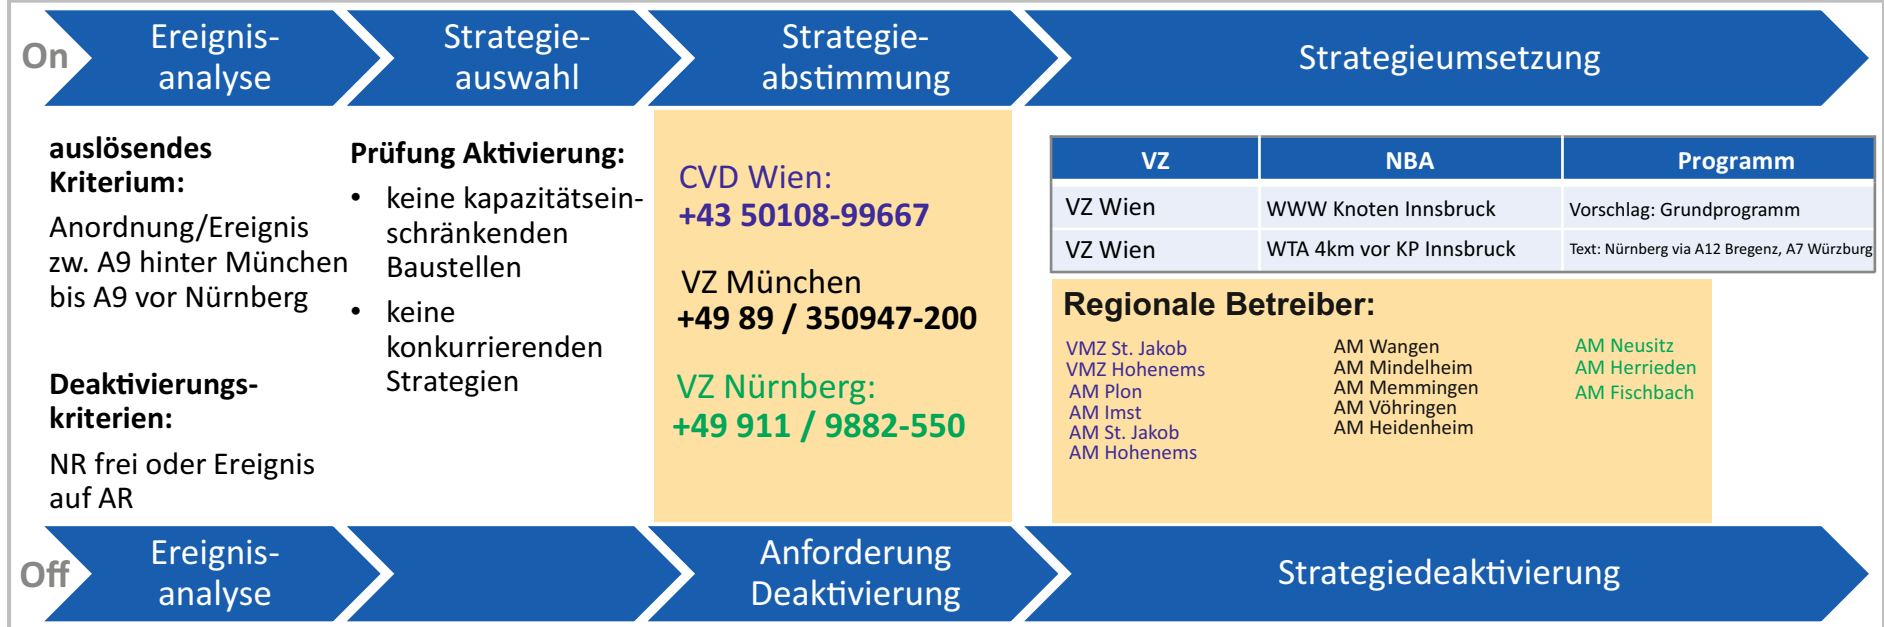 On
Ereignis-
analyse
Strategie-
auswahl
Strategie-
abstimmung
Strategieumsetzung
auslösendes
Kriterium:
Anordnung/Ereignis
zw. A9 hinter München
bis A9 vor Nürnberg
Deaktivierungs-
kriterien:
NR frei oder Ereignis
auf AR
Prüfung Aktivierung:
• keine kapazitätsein-
schränkenden
Baustellen
• keine
konkurrierenden
Strategien
CVD Wien:
+43 50108-99667
VZ München
+49 89 / 350947-200
VZ Nürnberg:
+49 911 / 9882-550
VZ NBA Programm
VZ Wien WWW Knoten Innsbruck Vorschlag: Grundprogramm
VZ Wien WTA 4km vor KP Innsbruck Text: Nürnberg via A12 Bregenz, A7 Würzburg
Regionale Betreiber:
VMZ St. Jakob
VMZ Hohenems
AM Plon
AM Imst
AM St. Jakob
AM Hohenems
AM Wangen
AM Mindelheim
AM Memmingen
AM Vöhringen
AM Heidenheim
AM Neusitz
AM Herrieden
AM Fischbach
Off
Ereignis-
analyse
Anforderung
Deaktivierung
Strategiedeaktivierung